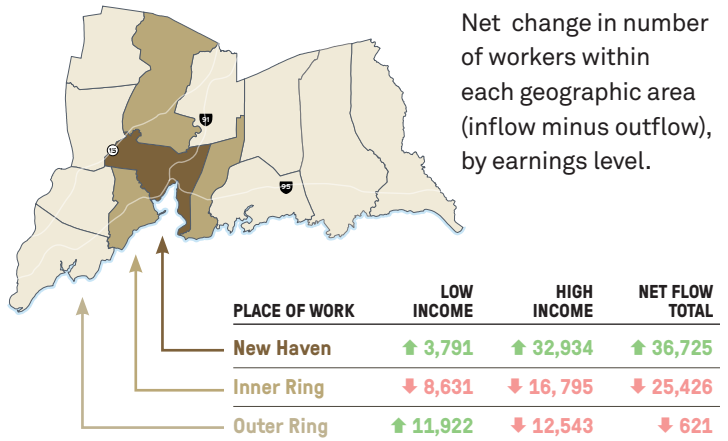 Net change in number
of workers within
each geographic area
(inflow minus outflow),
by earnings level.
91
15
95
PLACE OF WORK LOW INCOME HIGH INCOME NET FLOW TOTAL
New Haven 3,791 32,934 36,725
Inner Ring 8,631 16,795 25,426
Outer Ring 11,922 12,543 621